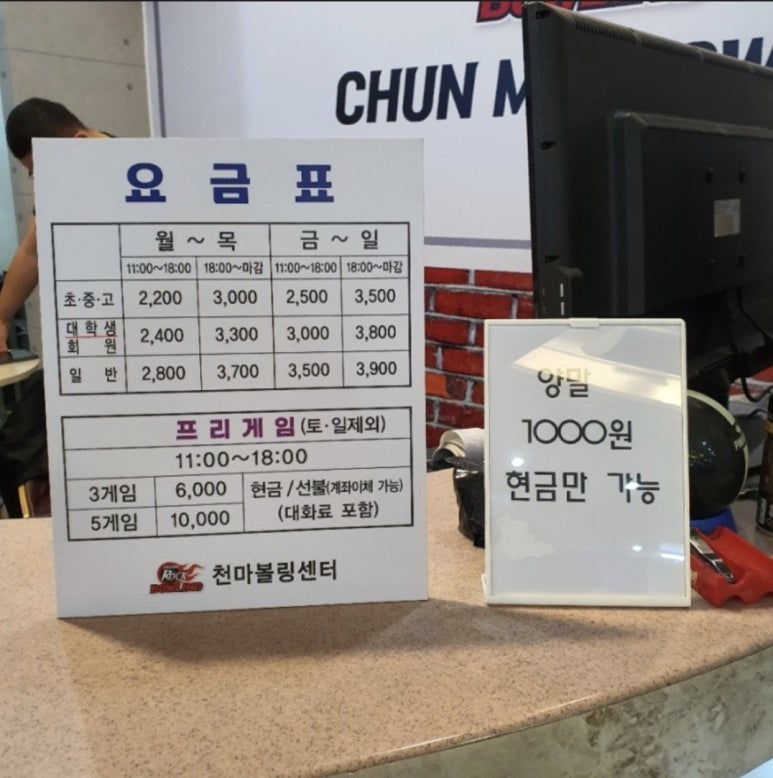 CHUN M
요금표
월 ~ 목 금 ~ 일
11:00~18:00 18:00~마감 11:00~18:00 18:00~마감
초·중·고 2,200 3,000 2,500 3,500
대학생 회원 2,400 3,300 3,000 3,800
일반 2,800 3,700 3,500 3,900
프리게임 (토·일제외)
11:00~18:00
3게임 6,000 현금/선불(계좌이체 가능)
5게임 10,000 (대화료 포함)
ROCK BOWLING 천마볼링센터
양말
1000원
현금만 가능